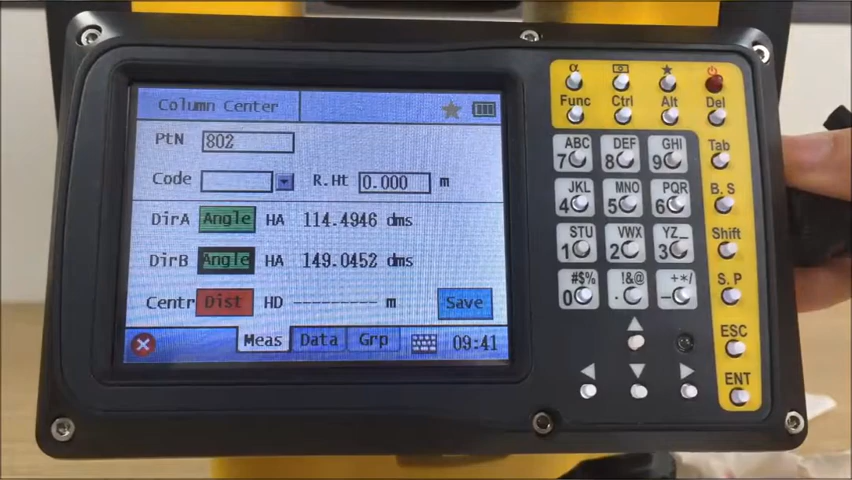 Column Center
PtN 802
Code R.Ht 0.000 m
DirA Angle HA 114.4946 dms
DirB Angle HA 149.0452 dms
Centr Dist HD --------- m
Save
Meas Data Grp 09:41
α
Func Ctrl Alt Del
ABC DEF GHI Tab
7 8 9
JKL MNO PQR B.S
4 5 6
STU VWX YZ_ Shift
1 2 3
#$% !&@ +*/ S.P
0 . −
ESC
ENT